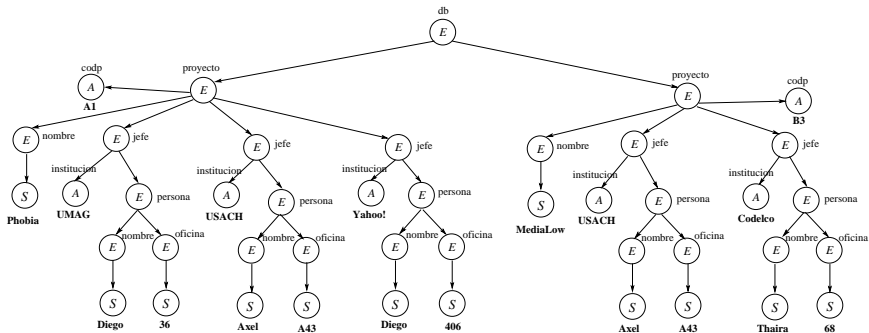 db
E
codp
proyecto
proyecto
codp
A
E
E
A
A1
B3
E nombre
E jefe
E jefe
E jefe
E nombre
E jefe
E jefe
institucion
institucion
institucion
institucion
institucion
S
A
E persona
A
E persona
A
E persona
S
A
E persona
A
E persona
Phobia
UMAG
USACH
Yahoo!
MediaLow
USACH
Codelco
nombre
oficina
nombre
oficina
nombre
oficina
nombre
oficina
nombre
oficina
E
E
E
E
E
E
E
E
E
E
S
S
S
S
S
S
S
S
S
S
Diego
36
Axel
A43
Diego
406
Axel
A43
Thaira
68